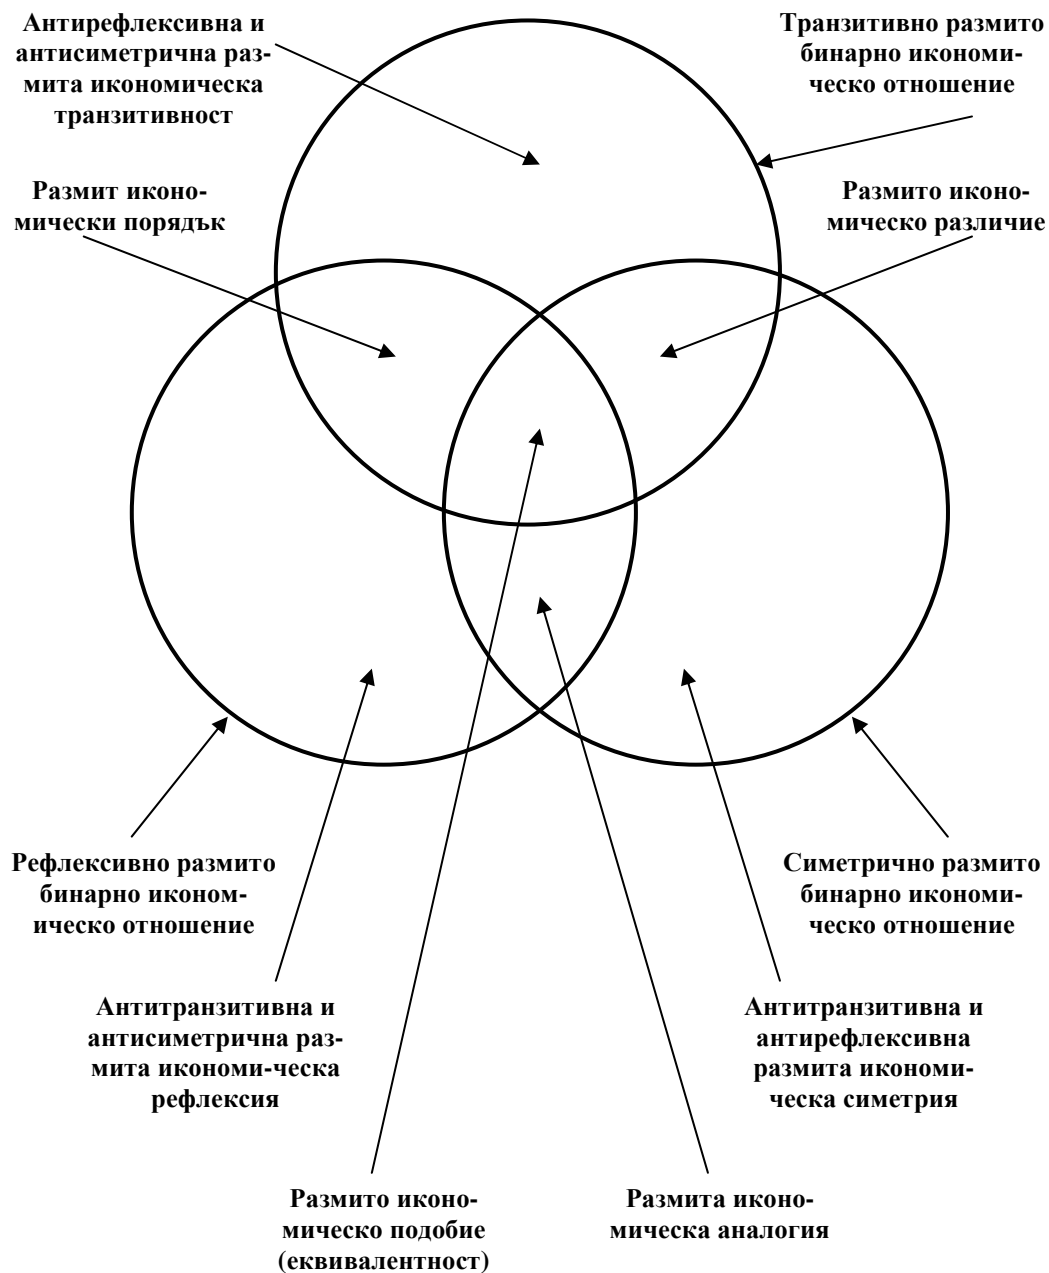 Антирефлексивна и
антисиметрична раз-
мита икономическа
транзитивност
Транзитивно размито
бинарно икономи-
ческо отношение
Размит иконо-
мически порядък
Размито иконо-
мическо различие
Рефлексивно размито
бинарно иконом-
ическо отношение
Симетрично размито
бинарно икономи-
ческо отношение
Антитранзитивна и
антисиметрична раз-
мита икономи-ческа
рефлексия
Антитранзитивна и
антирефлексивна
размита икономи-
ческа симетрия
Размито иконо-
мическо подобие
(еквивалентност)
Размита иконо-
мическа аналогия